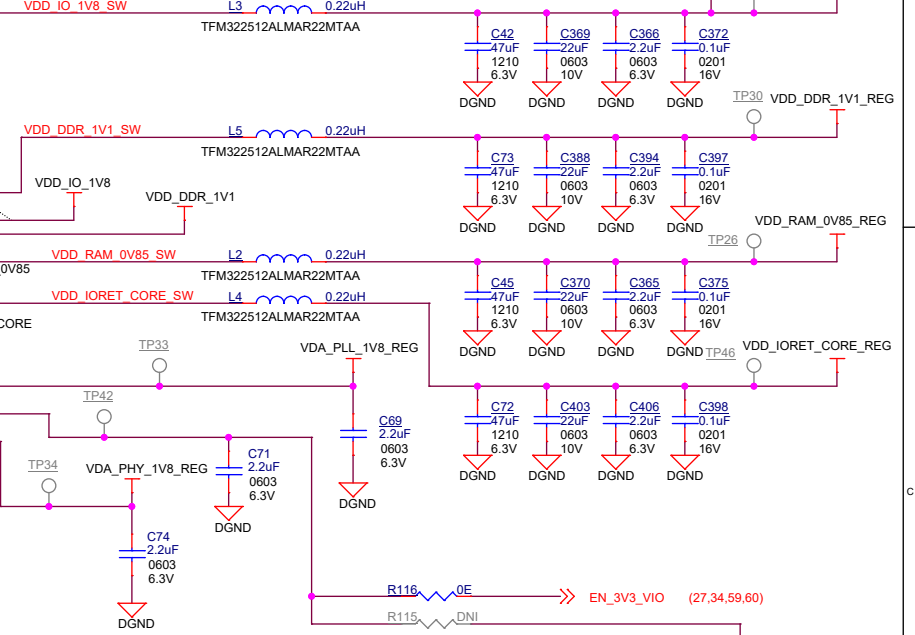 VDD_IO_1V8_SW
L3
0.22uH
TFM322512ALMAR22MTAA
C42
47uF
1210
6.3V
DGND
C369
22uF
0603
10V
DGND
C366
2.2uF
0603
6.3V
DGND
C372
0.1uF
0201
16V
DGND
TP30
VDD_DDR_1V1_REG
VDD_DDR_1V1_SW
L5
0.22uH
TFM322512ALMAR22MTAA
C73
47uF
1210
6.3V
DGND
C388
22uF
0603
10V
DGND
C394
2.2uF
0603
6.3V
DGND
C397
0.1uF
0201
16V
DGND
VDD_IO_1V8
VDD_DDR_1V1
TP26
VDD_RAM_0V85_REG
VDD_RAM_0V85_SW
L2
0.22uH
TFM322512ALMAR22MTAA
0V85
C45
47uF
1210
6.3V
DGND
C370
22uF
0603
10V
DGND
C365
2.2uF
0603
6.3V
DGND
C375
0.1uF
0201
16V
DGND
VDD_IORET_CORE_SW
L4
0.22uH
TFM322512ALMAR22MTAA
CORE
TP46
VDD_IORET_CORE_REG
C72
47uF
1210
6.3V
DGND
C403
22uF
0603
10V
DGND
C406
2.2uF
0603
6.3V
DGND
C398
0.1uF
0201
16V
DGND
TP33
VDA_PLL_1V8_REG
C69
2.2uF
0603
6.3V
DGND
TP42
C71
2.2uF
0603
6.3V
DGND
TP34
VDA_PHY_1V8_REG
C74
2.2uF
0603
6.3V
DGND
C
R116
0E
EN_3V3_VIO
(27,34,59,60)
R115
DNI